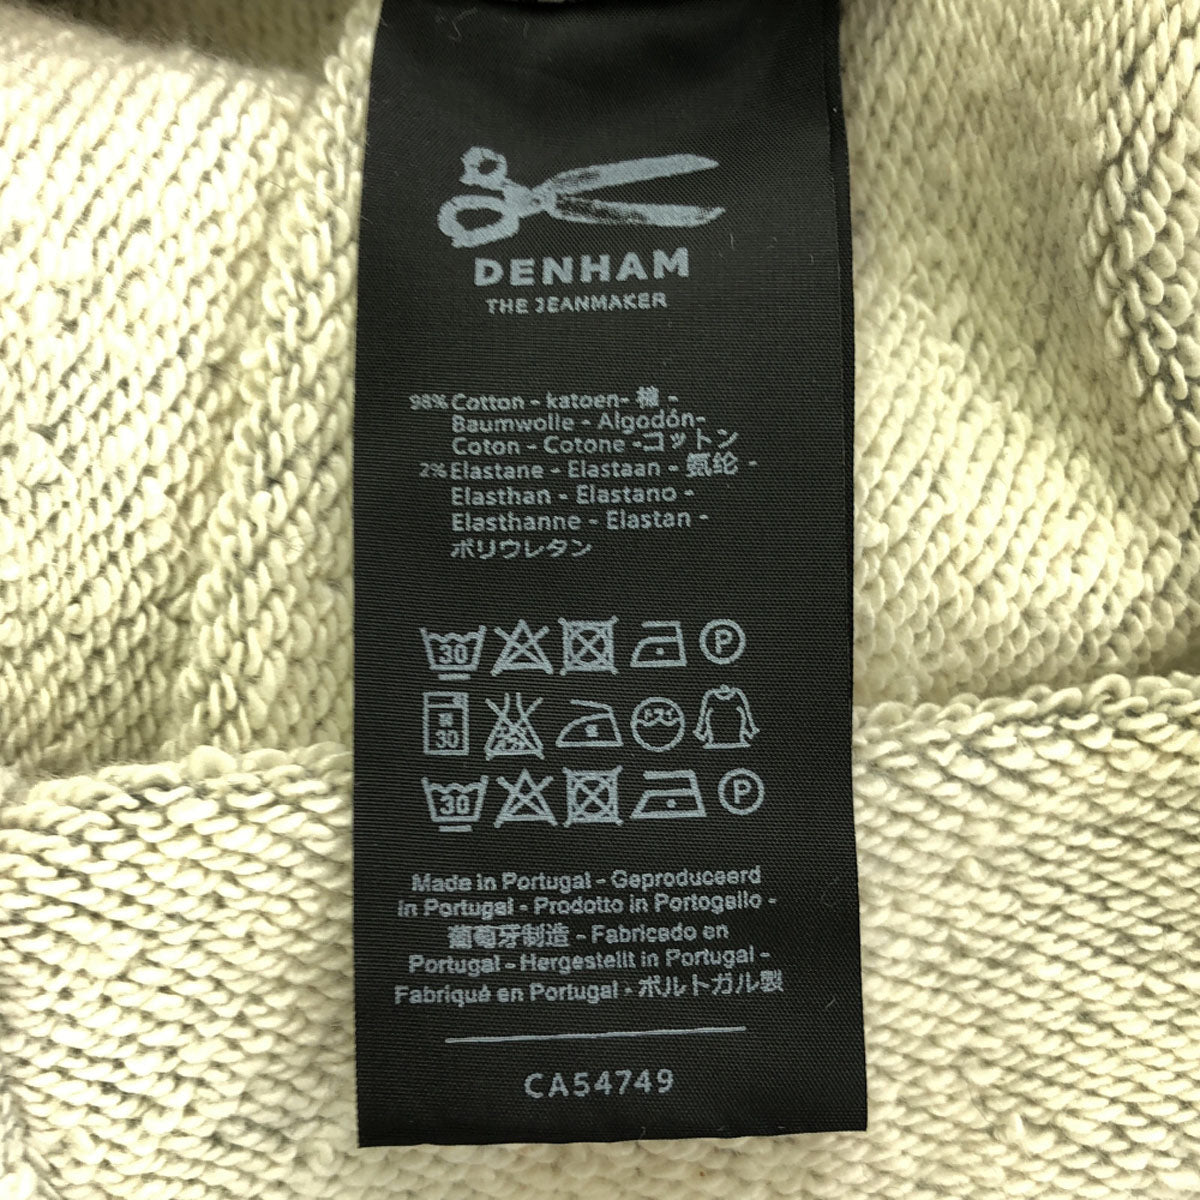 DENHAM
THE JEANMAKER
98% Cotton - katoen- 棉 -
Baumwolle - Algodón-
Coton - Cotone -コットン
2% Elastane - Elastaan - 氨纶 -
Elasthan - Elastano -
Elasthanne - Elastan -
ポリウレタン
30 P
30
30 P
Made in Portugal - Geproduceerd
in Portugal - Prodotto in Portogallo -
葡萄牙制造 - Fabricado en
Portugal - Hergestellt in Portugal -
Fabriqué en Portugal - ポルトガル製
CA54749